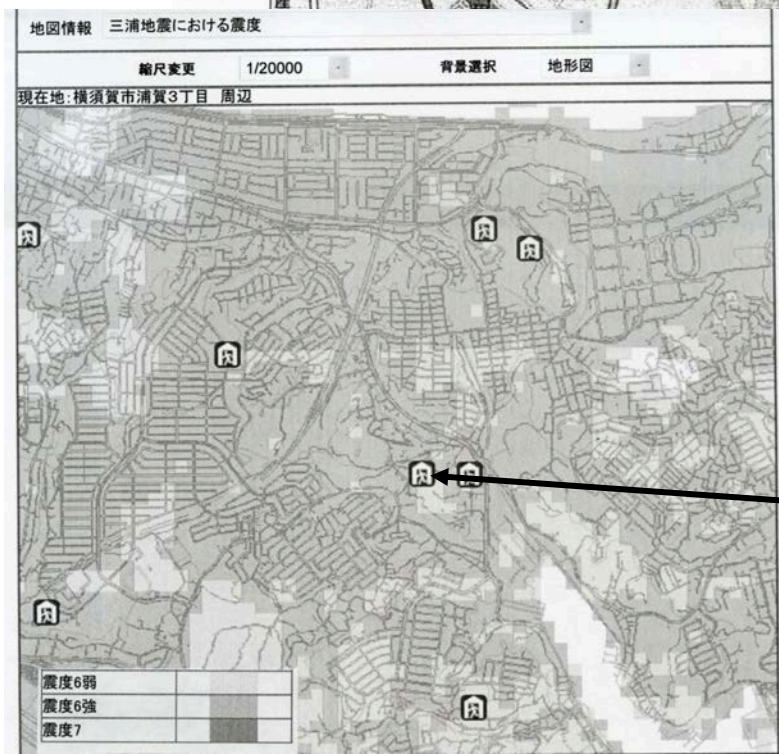 地図情報 三浦地震における震度
縮尺変更 1/20000 背景選択 地形図
現在地:横須賀市浦賀3丁目 周辺
震度6弱
震度6強
震度7